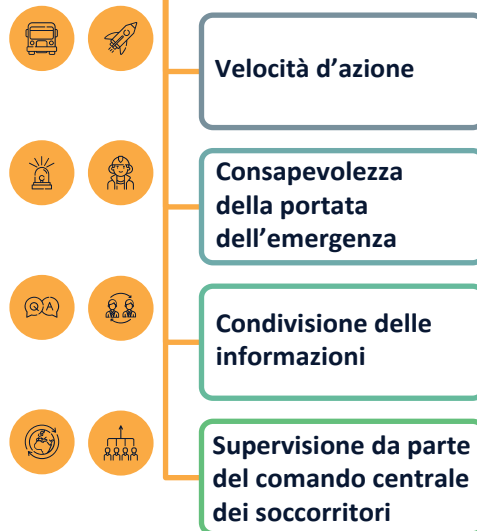 Velocità d’azione
Consapevolezza
della portata
dell’emergenza
Q A
Condivisione delle
informazioni
Supervisione da parte
del comando centrale
dei soccorritori